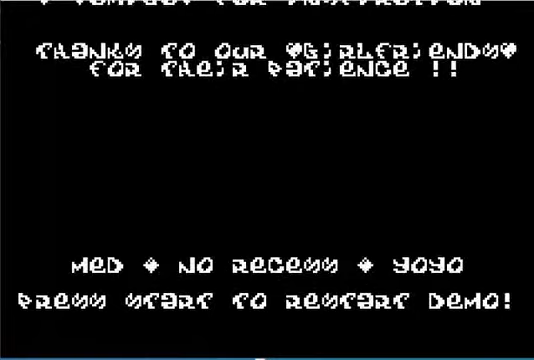 THANKS TO OUR ♥GIRLFRIENDS♥
FOR THEIR PATIENCE !!
MED ♦ NO RECESS ♦ YOYO
PRESS START TO RESTART DEMO!